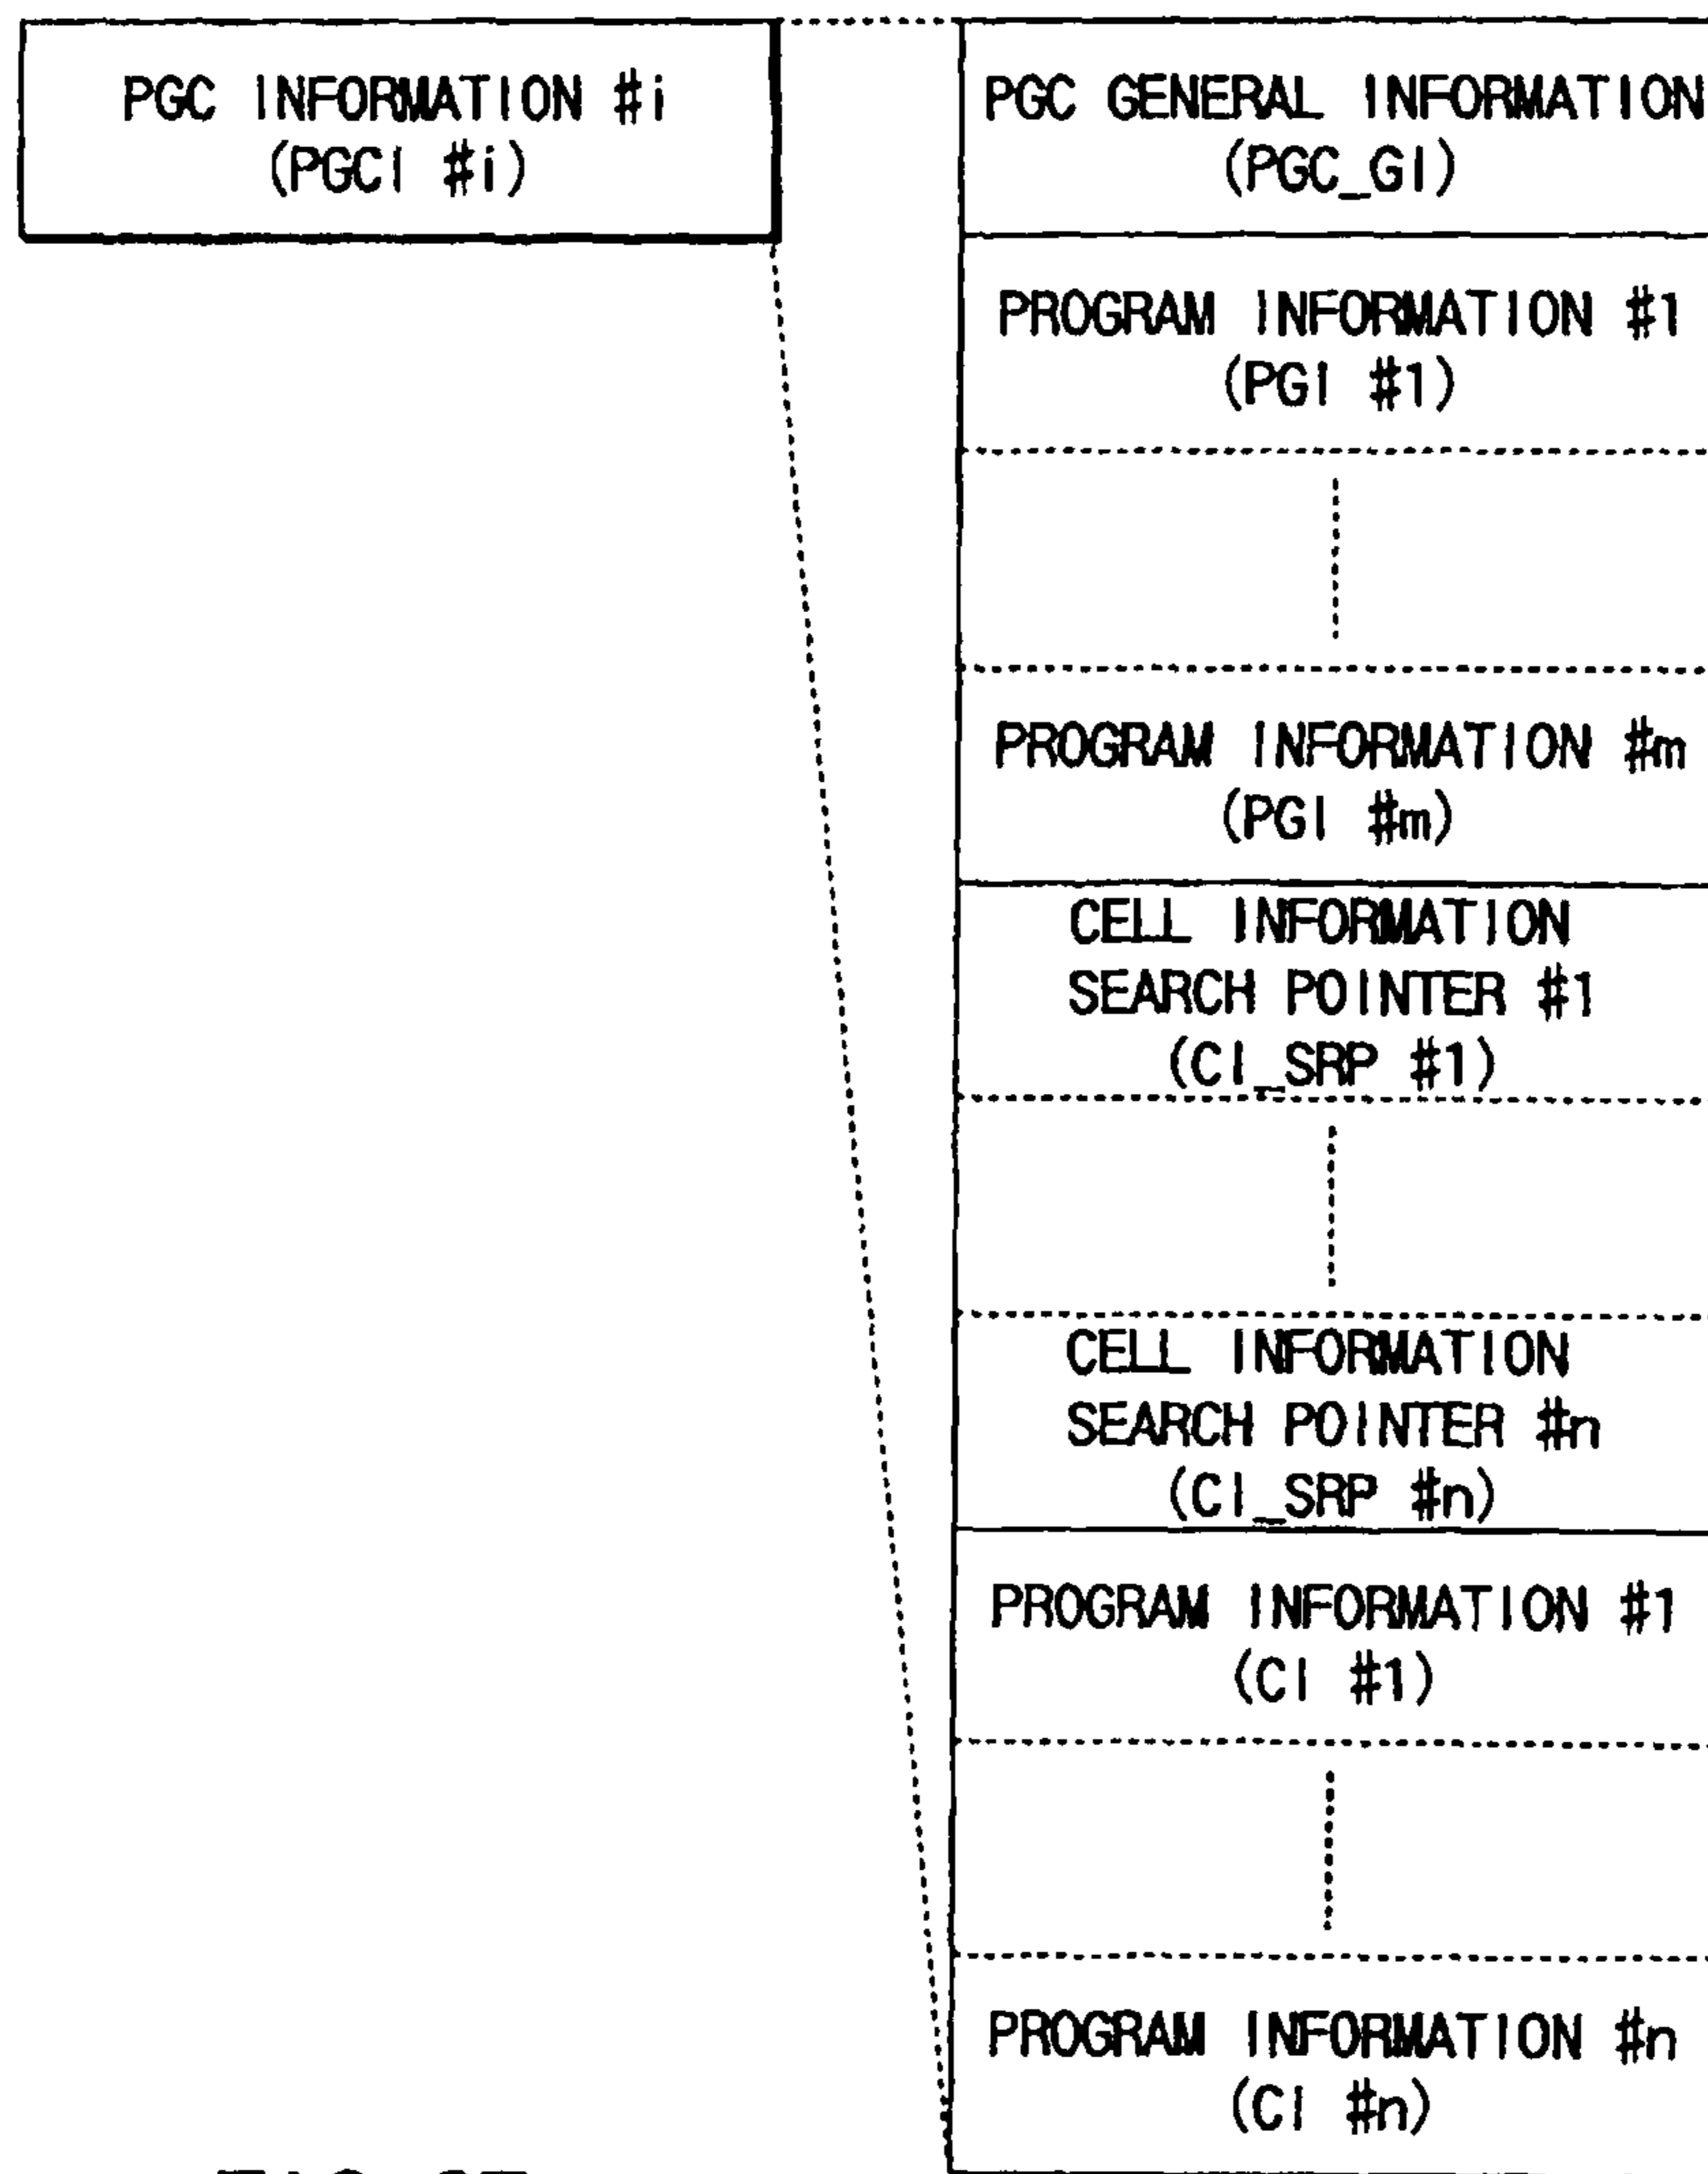 PGC INFORMATION #i
(PGCI #i)
PGC GENERAL INFORMATION
(PGC_GI)
PROGRAM INFORMATION #1
(PGI #1)
PROGRAM INFORMATION #m
(PGI #m)
CELL INFORMATION
SEARCH POINTER #1
(CI_SRP #1)
CELL INFORMATION
SEARCH POINTER #n
(CI_SRP #n)
PROGRAM INFORMATION #1
(CI #1)
PROGRAM INFORMATION #n
(CI #n)